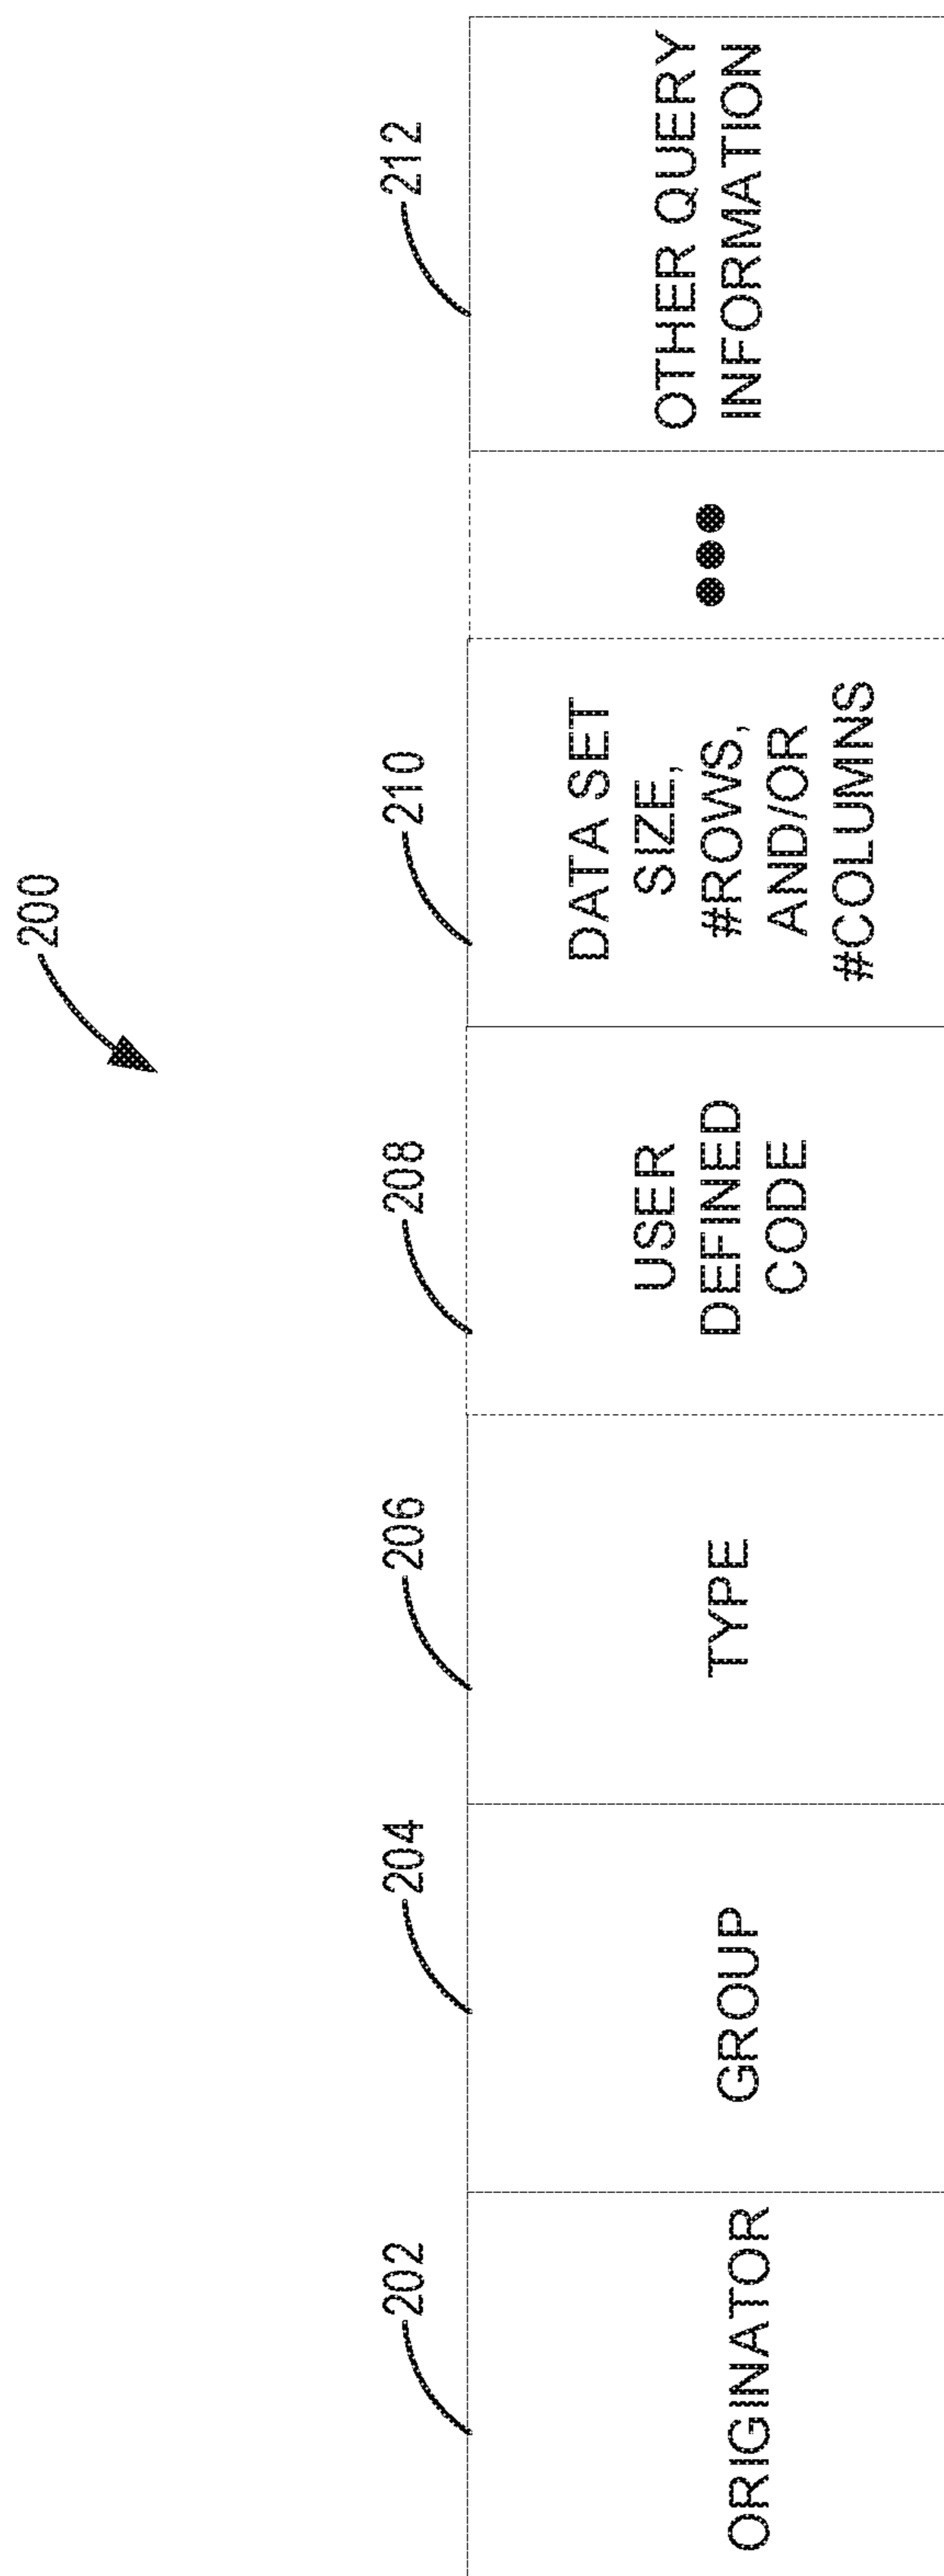 200
202
204
206
208
210
212
ORIGINATOR
GROUP
TYPE
USER
DEFINED
CODE
DATA SET
SIZE,
#ROWS,
AND/OR
#COLUMNS
●●●
OTHER QUERY
INFORMATION